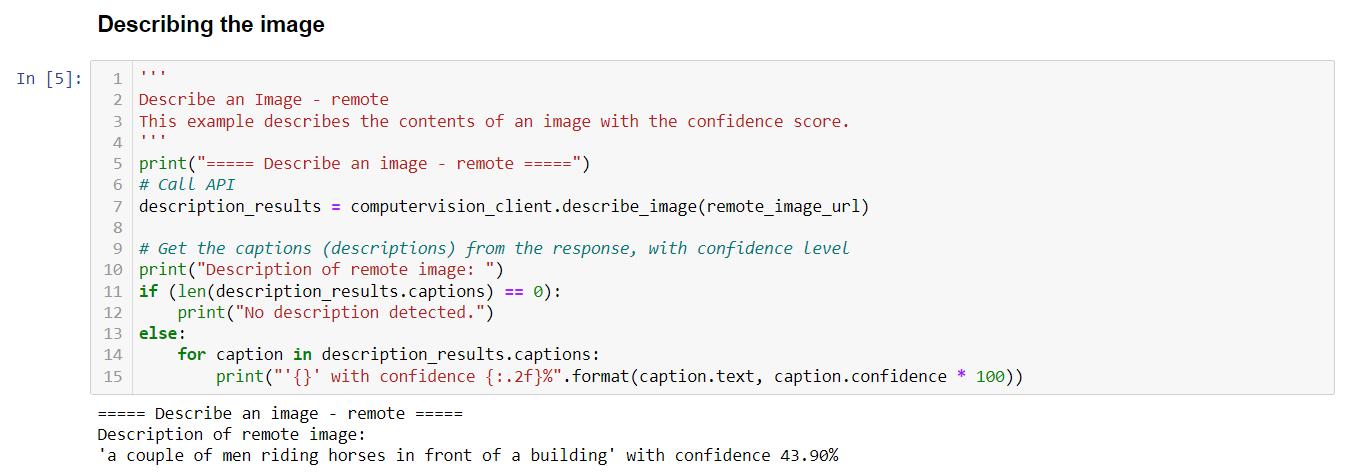 Describing the image
In [5]:
1 '''
2 Describe an Image - remote
3 This example describes the contents of an image with the confidence score.
4 '''
5 print("===== Describe an image - remote =====")
6 # Call API
7 description_results = computervision_client.describe_image(remote_image_url)
8
9 # Get the captions (descriptions) from the response, with confidence level
10 print("Description of remote image: ")
11 if (len(description_results.captions) == 0):
12     print("No description detected.")
13 else:
14     for caption in description_results.captions:
15         print("'{}' with confidence {:.2f}%".format(caption.text, caption.confidence * 100))
===== Describe an image - remote =====
Description of remote image:
'a couple of men riding horses in front of a building' with confidence 43.90%